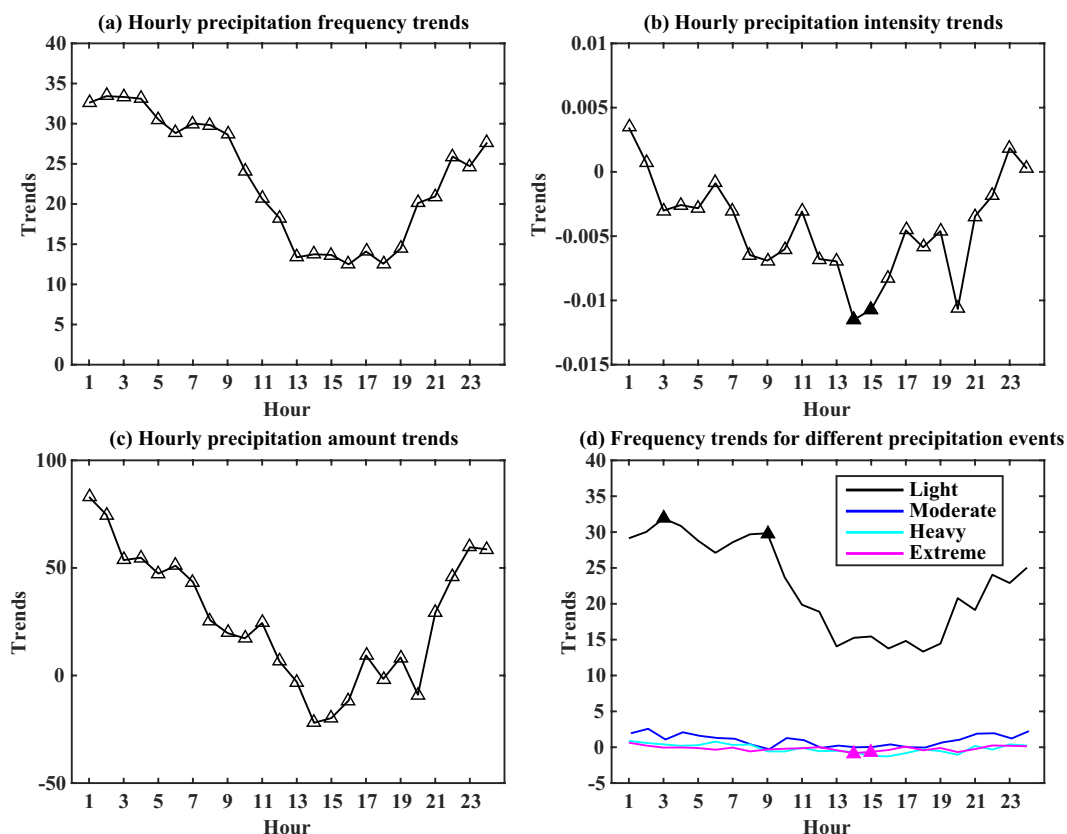 (a) Hourly precipitation frequency trends
40
35
30
25
20
15
10
5
0
Trends
1 3 5 7 9 11 13 15 17 19 21 23
Hour
(b) Hourly precipitation intensity trends
0.01
0.005
0
-0.005
-0.01
-0.015
Trends
1 3 5 7 9 11 13 15 17 19 21 23
Hour
(c) Hourly precipitation amount trends
100
50
0
-50
Trends
1 3 5 7 9 11 13 15 17 19 21 23
Hour
(d) Frequency trends for different precipitation events
40
35
30
25
20
15
10
5
0
-5
Trends
Light
Moderate
Heavy
Extreme
1 3 5 7 9 11 13 15 17 19 21 23
Hour